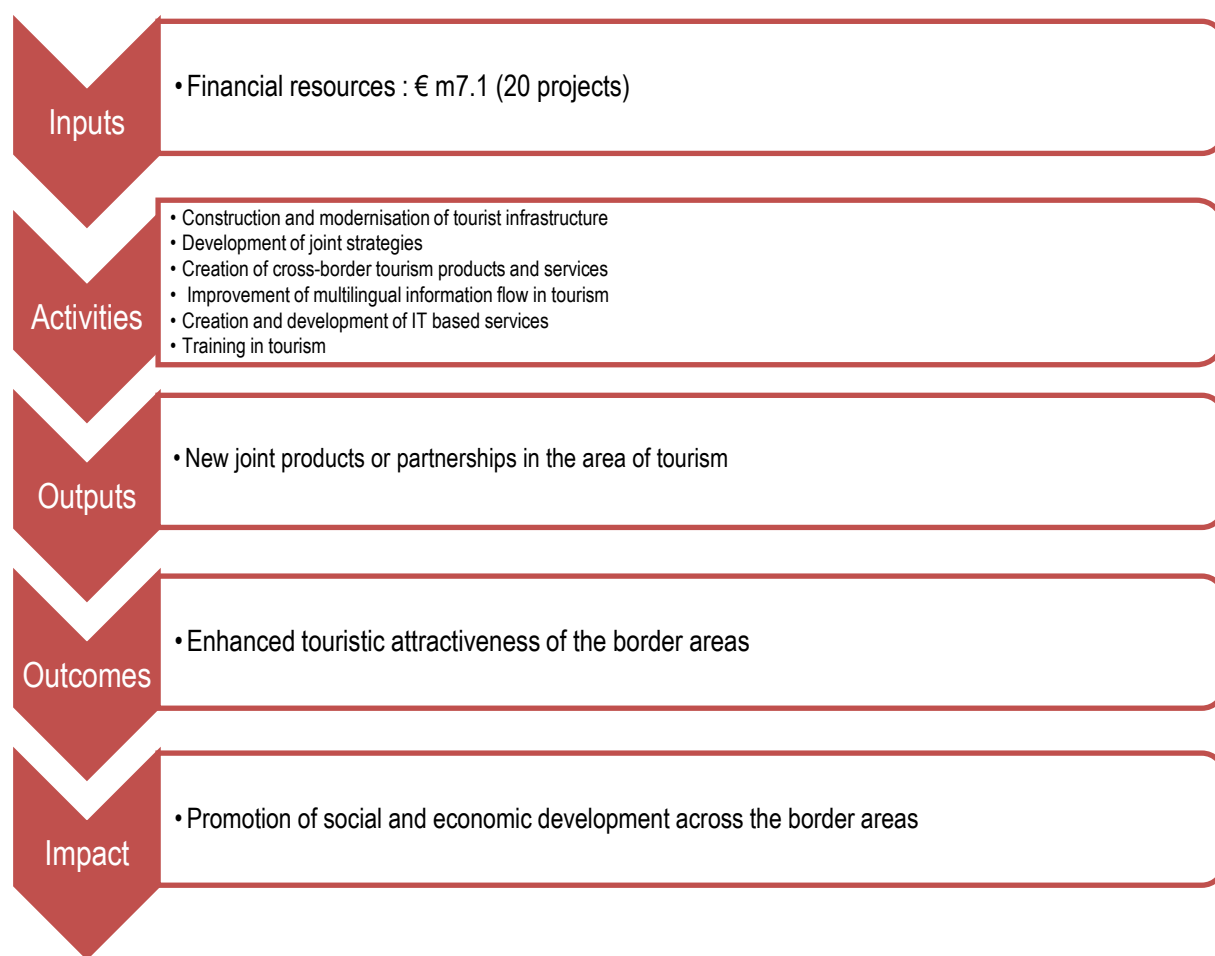 Inputs
• Financial resources : € m7.1 (20 projects)
Activities
• Construction and modernisation of tourist infrastructure
• Development of joint strategies
• Creation of cross-border tourism products and services
• Improvement of multilingual information flow in tourism
• Creation and development of IT based services
• Training in tourism
Outputs
• New joint products or partnerships in the area of tourism
Outcomes
• Enhanced touristic attractiveness of the border areas
Impact
• Promotion of social and economic development across the border areas